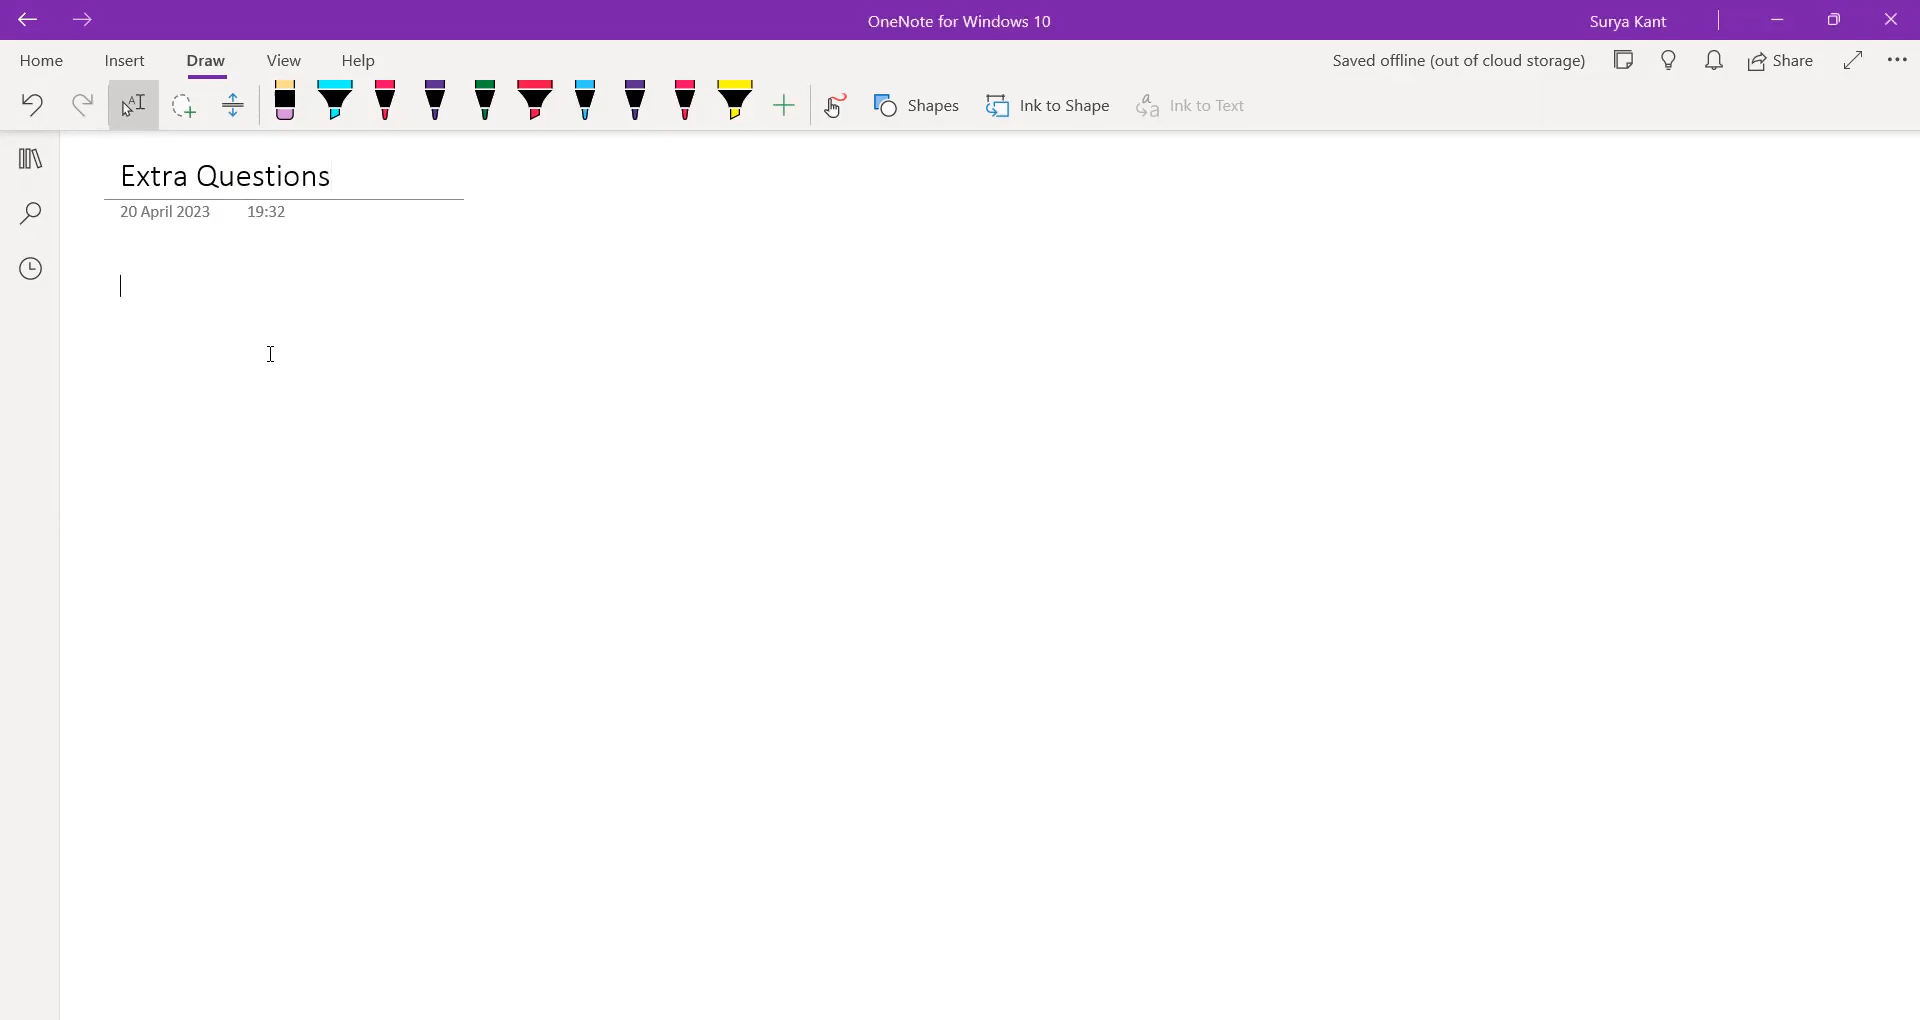 OneNote for Windows 10
Surya Kant
Home Insert Draw View Help
Saved offline (out of cloud storage)
Share
Shapes
Ink to Shape
Ink to Text
Extra Questions
20 April 2023 19:32